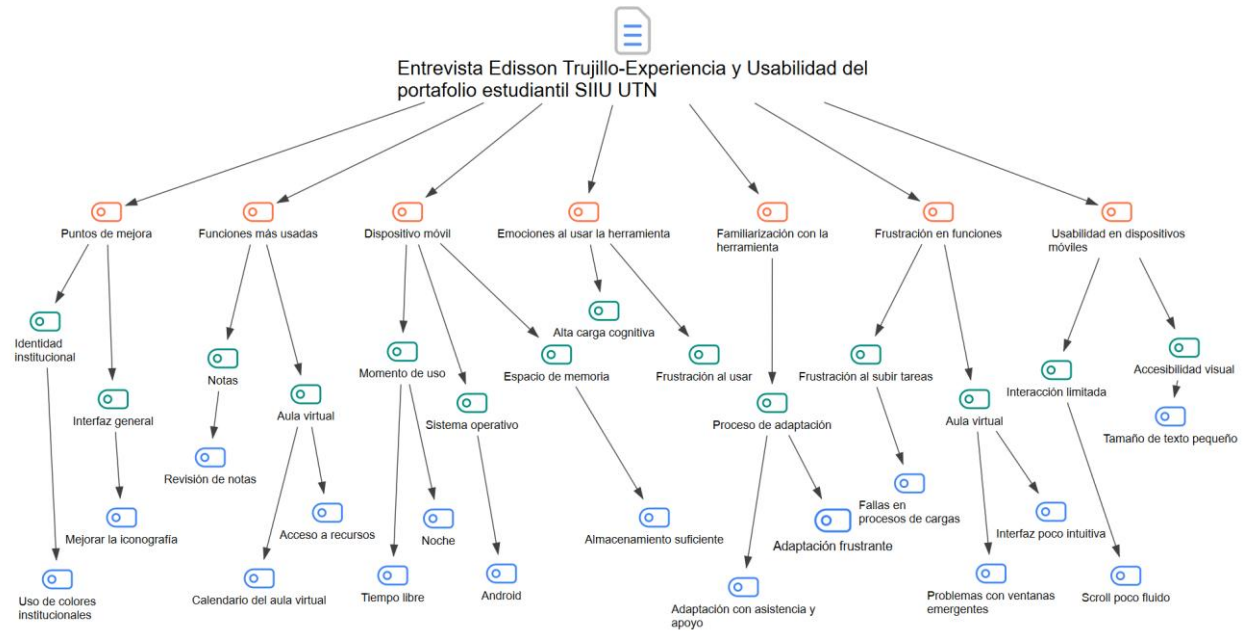 Entrevista Edisson Trujillo-Experiencia y Usabilidad del
portafolio estudiantil SIIU UTN
Puntos de mejora
Funciones más usadas
Dispositivo móvil
Emociones al usar la herramienta
Familiarización con la
herramienta
Frustración en funciones
Usabilidad en dispositivos
móviles
Identidad
institucional
Interfaz general
Notas
Aula virtual
Momento de uso
Sistema operativo
Espacio de memoria
Alta carga cognitiva
Frustración al usar
Proceso de adaptación
Frustración al subir tareas
Aula virtual
Interacción limitada
Accesibilidad visual
Uso de colores
institucionales
Mejorar la iconografía
Revisión de notas
Calendario del aula virtual
Acceso a recursos
Tiempo libre
Noche
Android
Almacenamiento suficiente
Adaptación con asistencia y
apoyo
Adaptación frustrante
Fallas en
procesos de cargas
Problemas con ventanas
emergentes
Interfaz poco intuitiva
Scroll poco fluido
Tamaño de texto pequeño